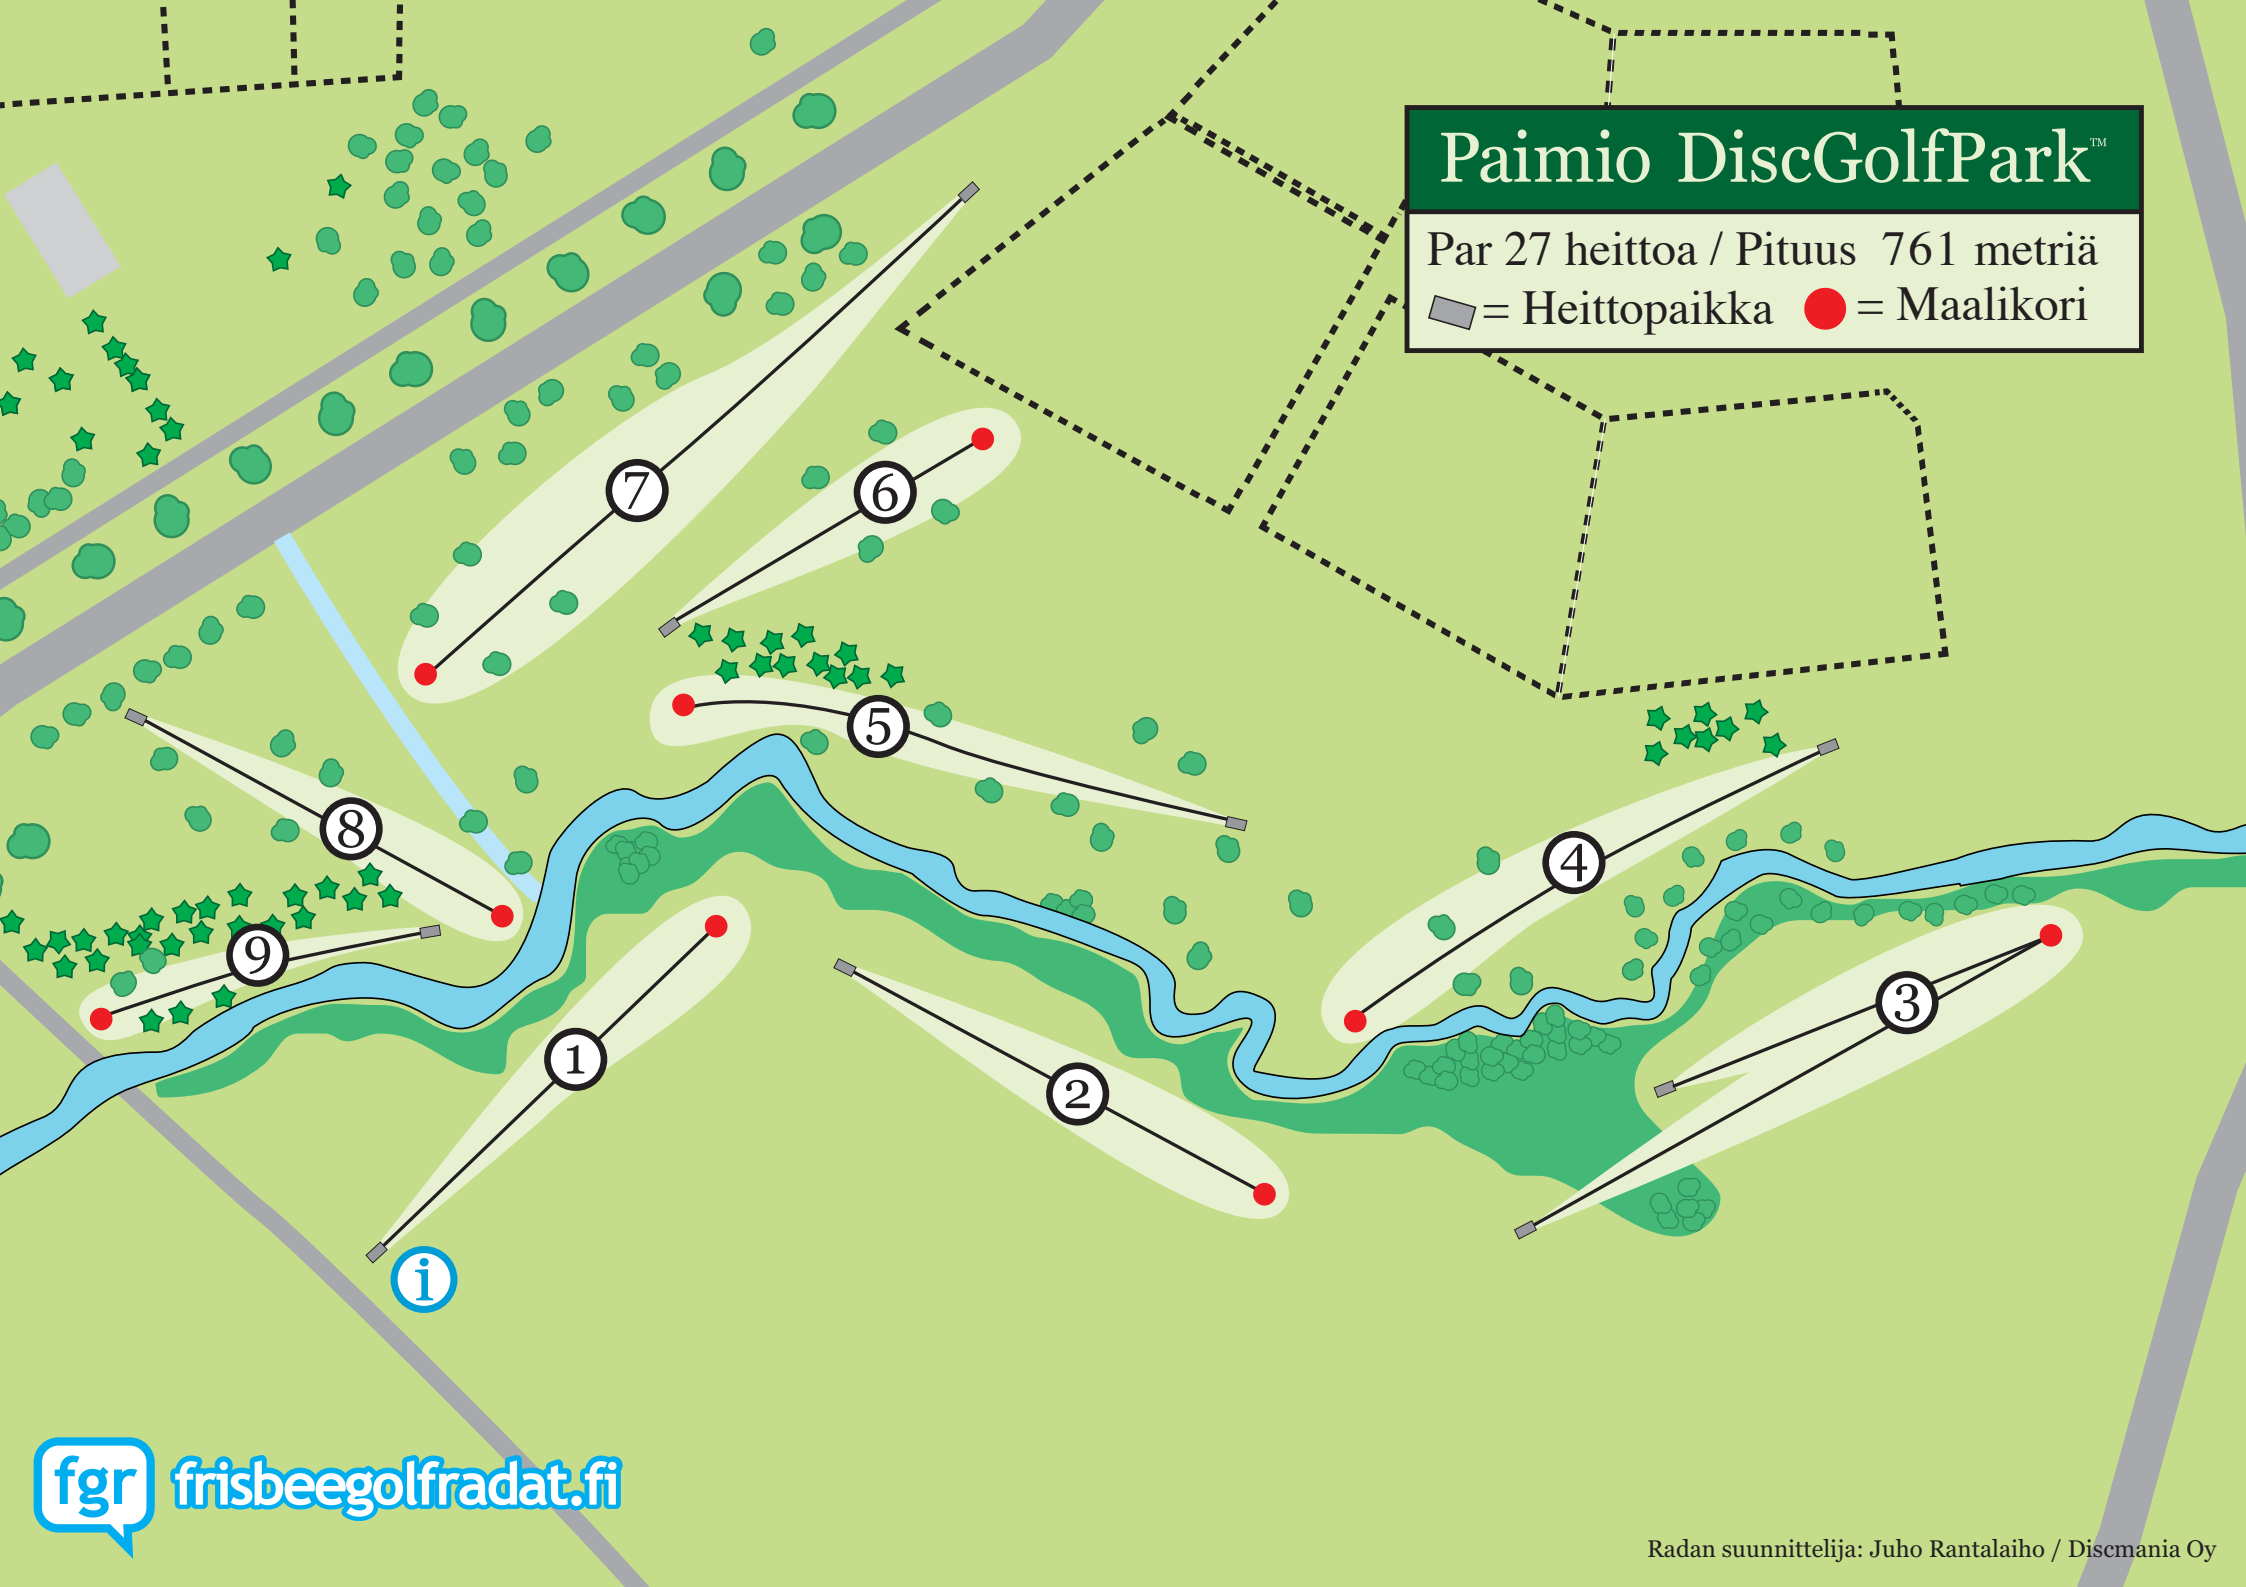 Paimio DiscGolfPark™
Par 27 heittoa / Pituus 761 metriä
= Heittopaikka = Maalikori
7
6
5
8
4
9
3
1
2
i
fgr frisbeegolfradat.fi
Radan suunnittelija: Juho Rantalaiho / Discmania Oy